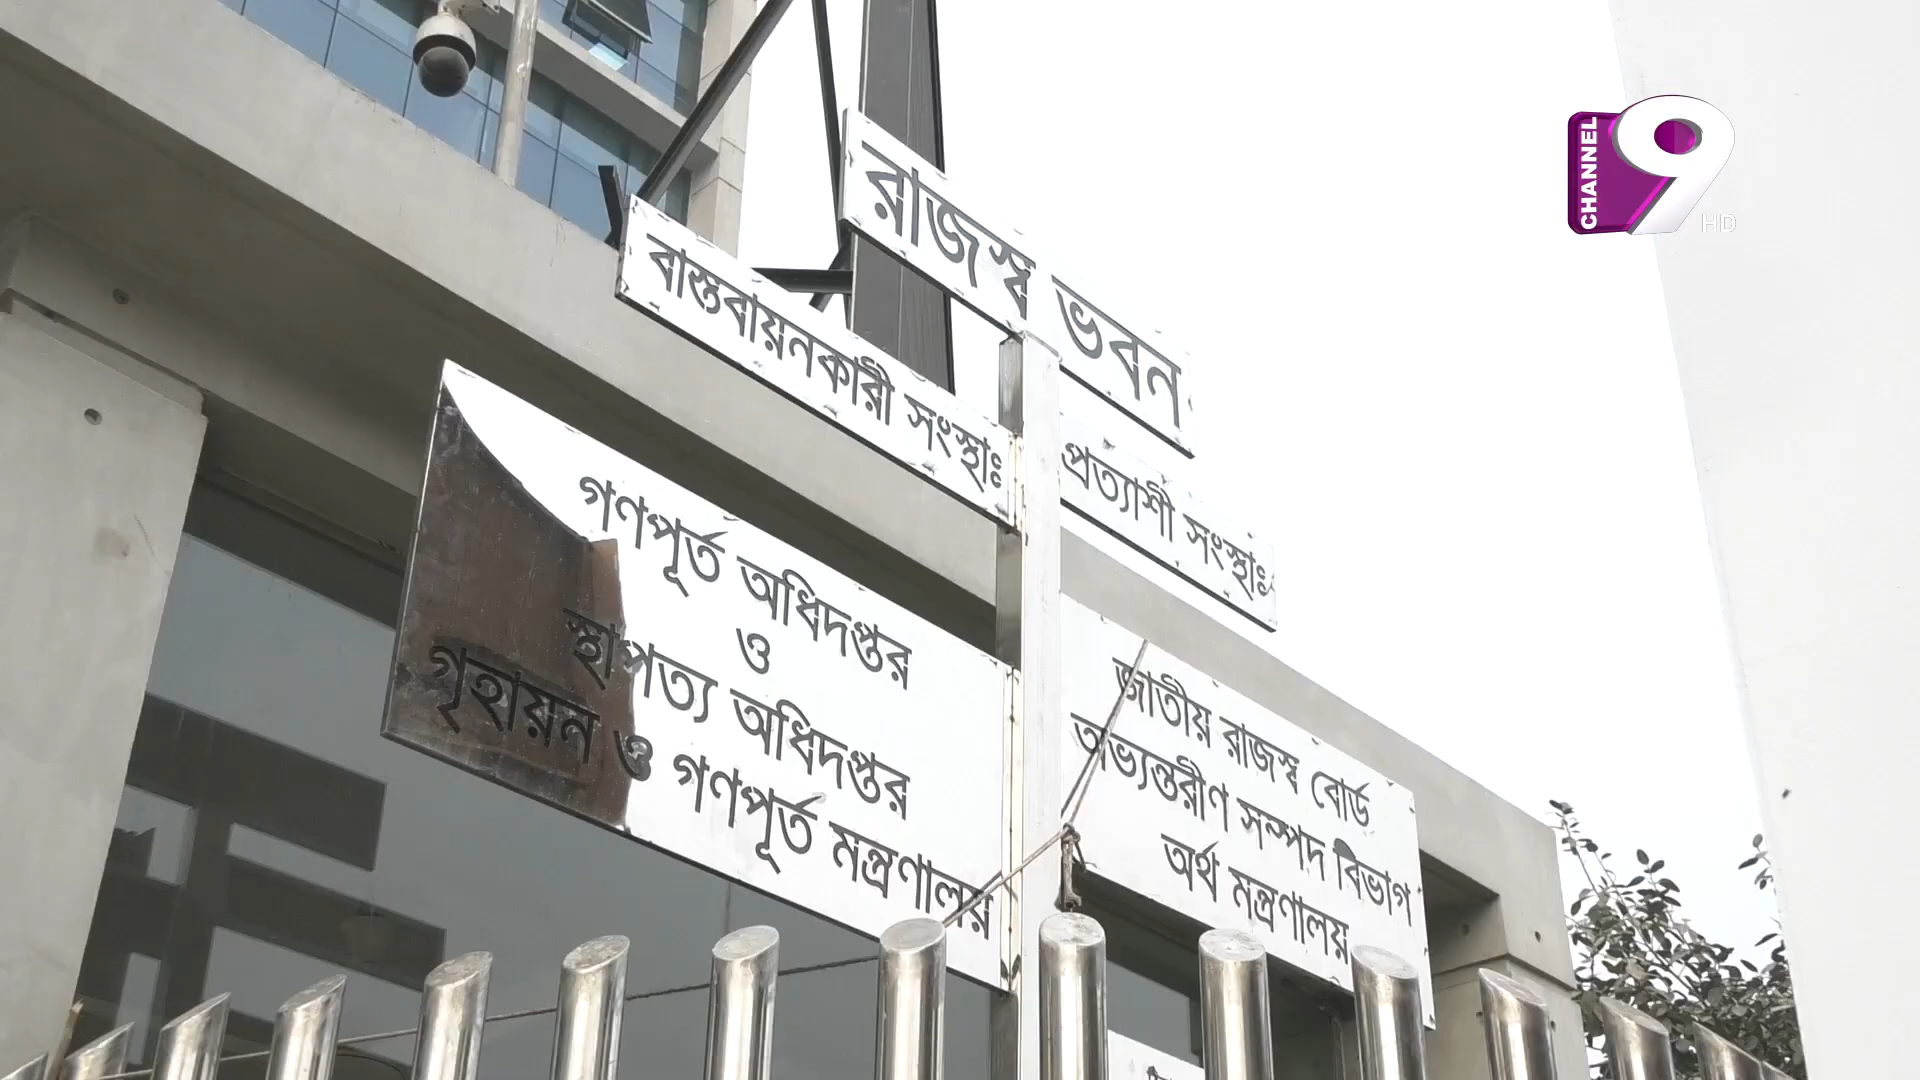 রাজস্ব ভবন
বাস্তবায়নকারী সংস্থাঃ
গণপূর্ত অধিদপ্তর
ও
স্থাপত্য অধিদপ্তর
গৃহায়ন ও গণপূর্ত মন্ত্রণালয়
প্রত্যাশী সংস্থাঃ
জাতীয় রাজস্ব বোর্ড
অভ্যন্তরীণ সম্পদ বিভাগ
অর্থ মন্ত্রণালয়
CHANNEL 9
HD